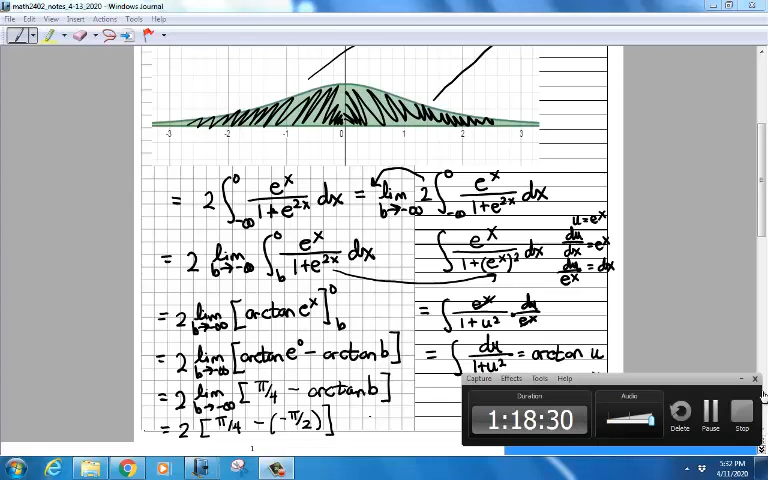 math2402_notes_4-13_2020 - Windows Journal
File Edit View Insert Actions Tools Help
-3 -2 -1 0 1 2 3
= 2 ∫_{-∞}^{0} e^x / (1+e^{2x}) dx = lim_{b→-∞} 2 ∫_{-∞}^{0} e^x / (1+e^{2x}) dx
u = e^x
= 2 lim_{b→-∞} ∫_{b}^{0} e^x / (1+e^{2x}) dx
∫ e^x / (1+(e^x)^2) dx
du/dx = e^x
du/e^x = dx
= 2 lim_{b→-∞} [arctan e^x]_{b}^{0}
= ∫ e^x / (1+u^2) · du/e^x
= 2 lim_{b→-∞} [arctan e^0 - arctan b]
= ∫ du / (1+u^2) = arctan u
= 2 lim_{b→-∞} [π/4 - arctan b]
= 2 [π/4 - (-π/2)]
1
Capture Effects Tools Help
Duration
1:18:30
Audio
Delete Pause Stop
5:32 PM
4/11/2020